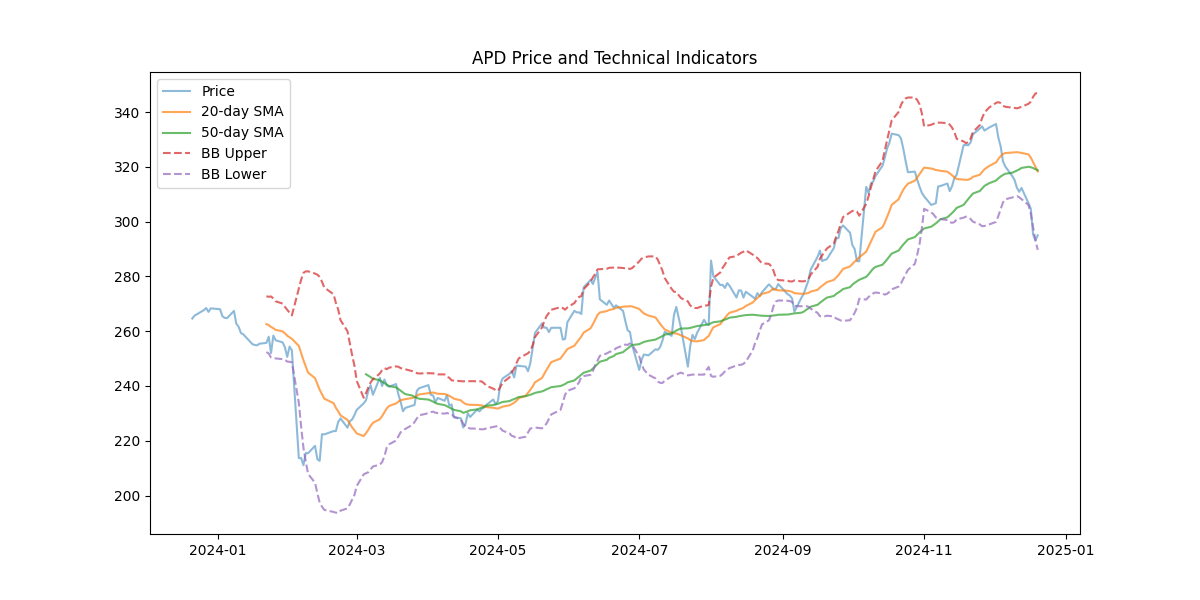 APD Price and Technical Indicators
Price
20-day SMA
50-day SMA
BB Upper
BB Lower
340
320
300
280
260
240
220
200
2024-01 2024-03 2024-05 2024-07 2024-09 2024-11 2025-01